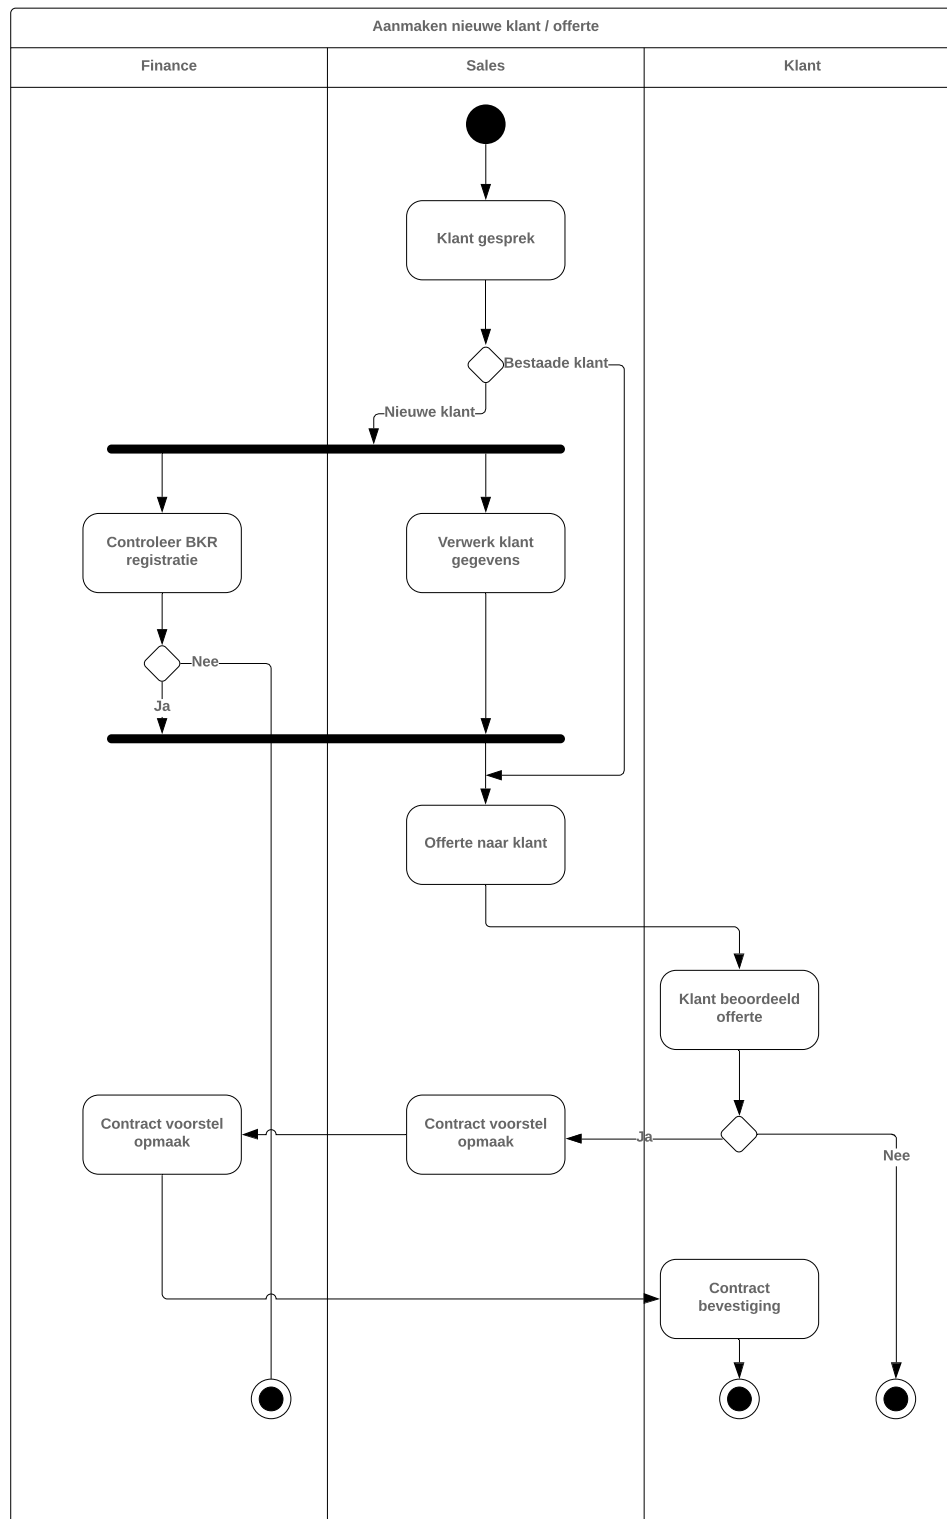 Aanmaken nieuwe klant / offerte
Finance
Sales
Klant
Klant gesprek
Bestaade klant
Nieuwe klant
Controleer BKR
registratie
Verwerk klant
gegevens
Nee
Ja
Offerte naar klant
Klant beoordeeld
offerte
Contract voorstel
opmaak
Contract voorstel
opmaak
Ja
Nee
Contract
bevestiging